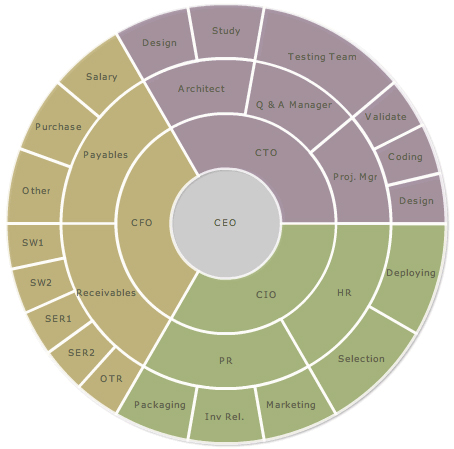 Design
Study
Testing Team
Salary
Architect
Q & A Manager
Validate
Purchase
Payables
CTO
Coding
Proj. Mgr
Other
Design
CFO
CEO
SW1
Deploying
SW2
Receivables
CIO
HR
SER1
SER2
PR
Selection
OTR
Packaging
Inv Rel.
Marketing